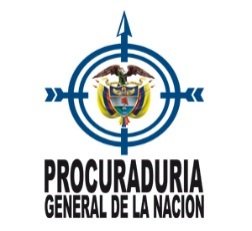 PROCURADURIA
GENERAL DE LA NACION